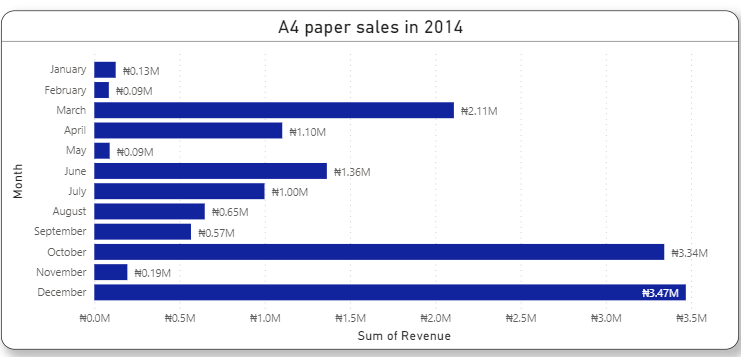 A4 paper sales in 2014
January ₦0.13M
February ₦0.09M
March ₦2.11M
April ₦1.10M
May ₦0.09M
June ₦1.36M
July ₦1.00M
August ₦0.65M
September ₦0.57M
October ₦3.34M
November ₦0.19M
December ₦3.47M
Month
₦0.0M ₦0.5M ₦1.0M ₦1.5M ₦2.0M ₦2.5M ₦3.0M ₦3.5M
Sum of Revenue